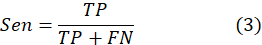 Sen = TP / (TP + FN) (3)